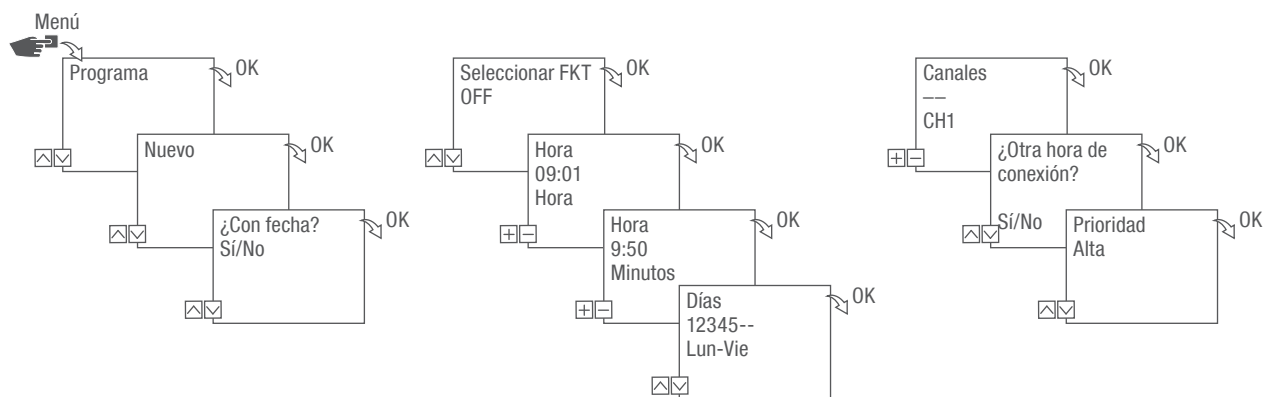 Menú
Programa
OK
Nuevo
OK
¿Con fecha?
Sí/No
OK
Seleccionar FKT
OFF
OK
Hora
09:01
Hora
OK
Hora
9:50
Minutos
OK
Días
12345--
Lun-Vie
OK
Canales
––
CH1
OK
¿Otra hora de
conexión?
Sí/No
OK
Prioridad
Alta
OK